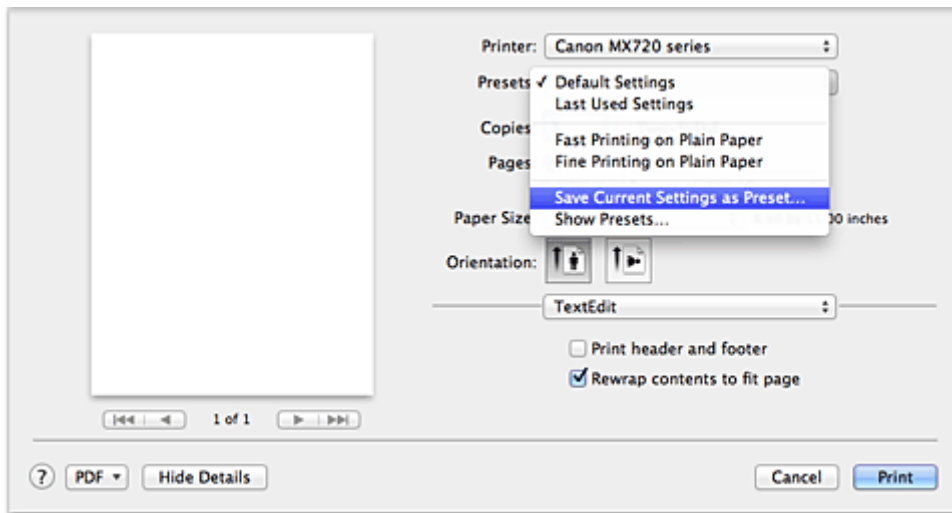 Printer: Canon MX720 series
Presets ✓ Default Settings
Last Used Settings
Copies
Fast Printing on Plain Paper
Pages
Fine Printing on Plain Paper
Save Current Settings as Preset...
Paper Size
Show Presets...
00 inches
Orientation:
TextEdit
Print header and footer
Rewrap contents to fit page
1 of 1
? PDF Hide Details Cancel Print